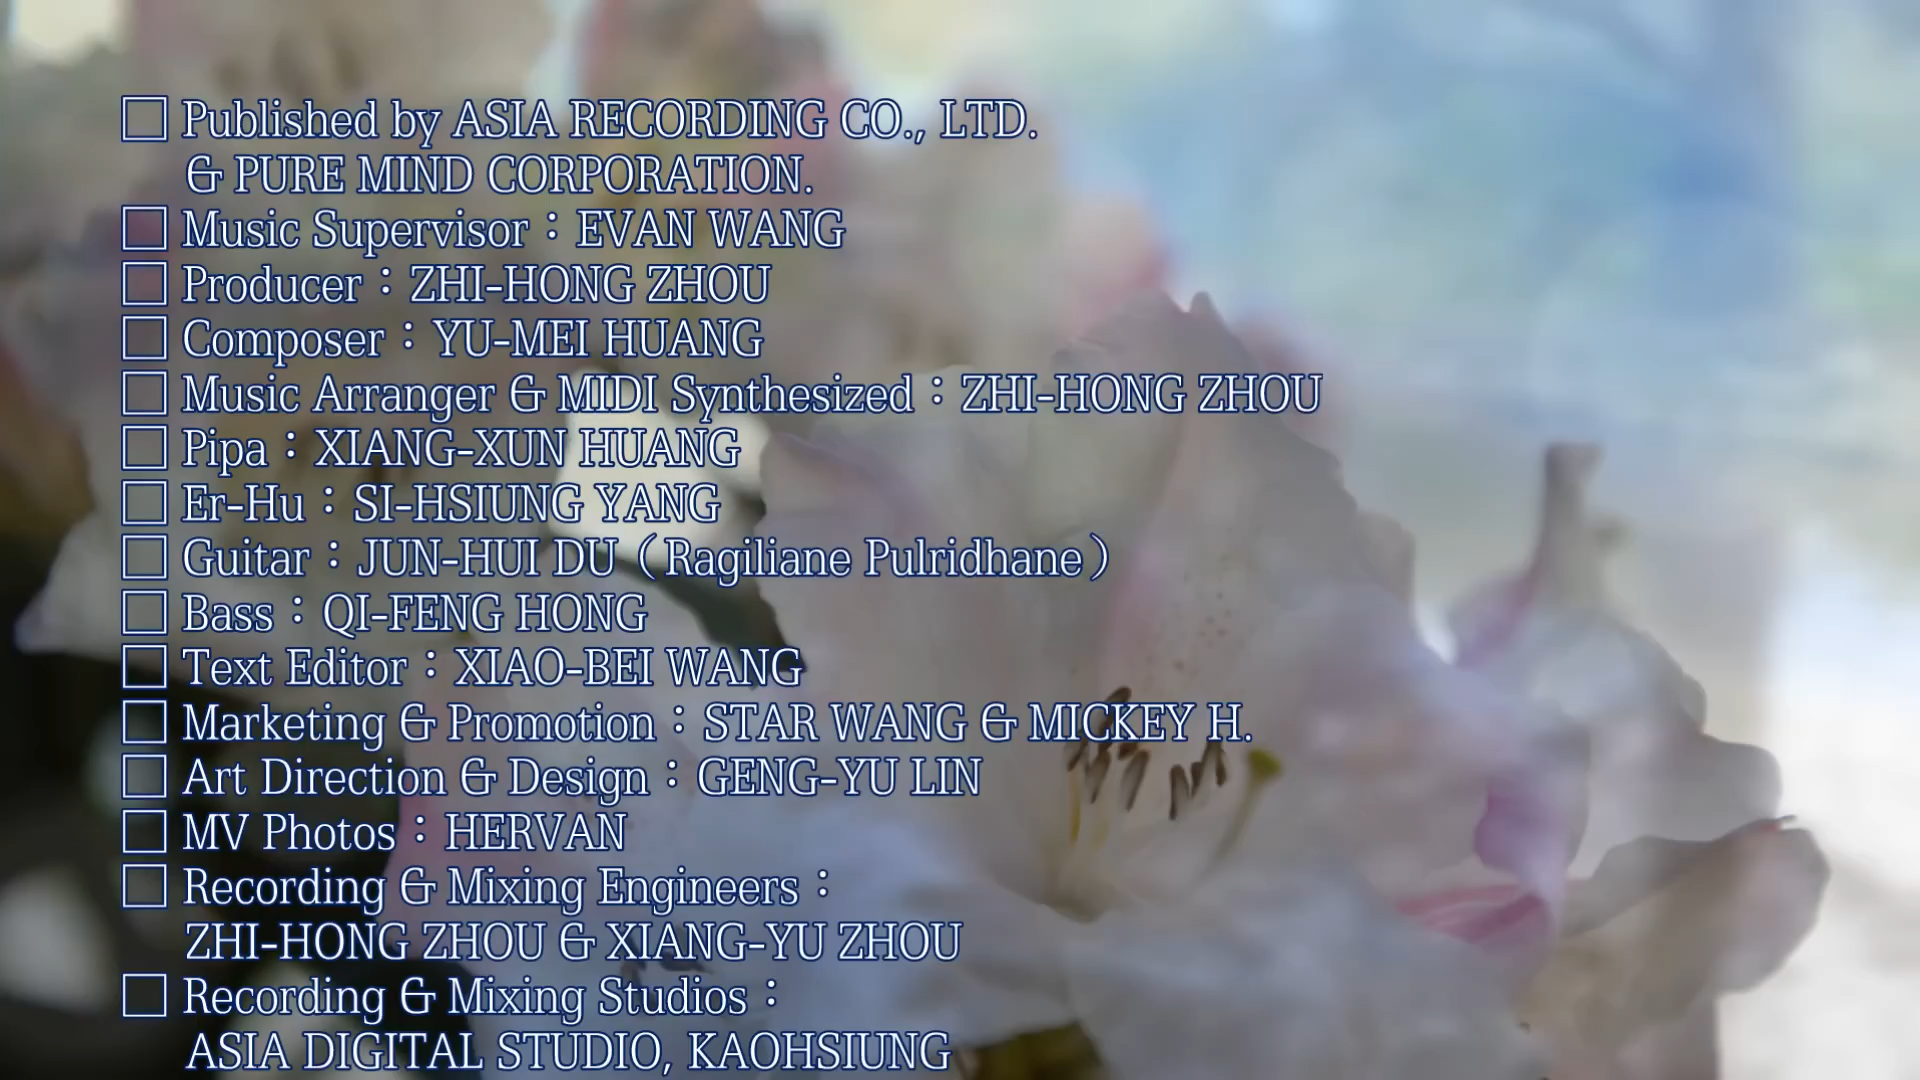 □ Published by ASIA RECORDING CO., LTD.
& PURE MIND CORPORATION.
□ Music Supervisor：EVAN WANG
□ Producer：ZHI-HONG ZHOU
□ Composer：YU-MEI HUANG
□ Music Arranger & MIDI Synthesized：ZHI-HONG ZHOU
□ Pipa：XIANG-XUN HUANG
□ Er-Hu：SI-HSIUNG YANG
□ Guitar：JUN-HUI DU（Ragiliane Pulridhane）
□ Bass：QI-FENG HONG
□ Text Editor：XIAO-BEI WANG
□ Marketing & Promotion：STAR WANG & MICKEY H.
□ Art Direction & Design：GENG-YU LIN
□ MV Photos：HERVAN
□ Recording & Mixing Engineers：
ZHI-HONG ZHOU & XIANG-YU ZHOU
□ Recording & Mixing Studios：
ASIA DIGITAL STUDIO, KAOHSIUNG